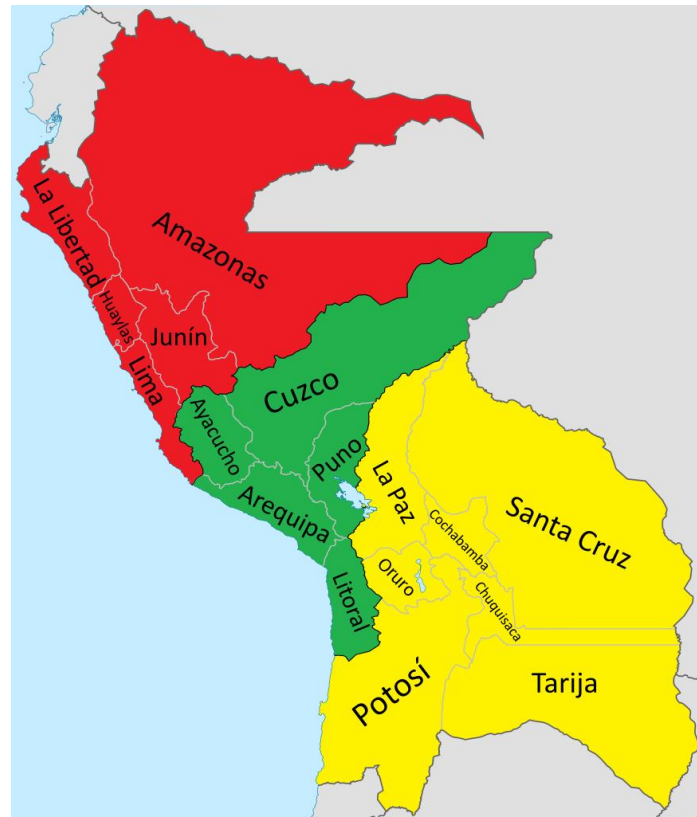 La Libertad
Amazonas
Huaylas
Junín
Lima
Cuzco
Ayacucho
Puno
La Paz
Arequipa
Santa Cruz
Cochabamba
Oruro
Litoral
Chuquisaca
Potosí
Tarija